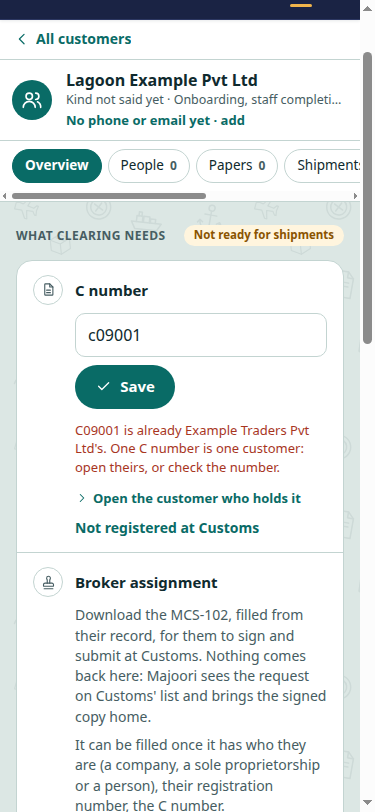 All customers
Lagoon Example Pvt Ltd
Kind not said yet · Onboarding, staff completi...
No phone or email yet · add
Overview
People 0
Papers 0
Shipments
WHAT CLEARING NEEDS
Not ready for shipments
C number
c09001
Save
C09001 is already Example Traders Pvt
Ltd's. One C number is one customer:
open theirs, or check the number.
Open the customer who holds it
Not registered at Customs
Broker assignment
Download the MCS-102, filled from
their record, for them to sign and
submit at Customs. Nothing comes
back here: Majoori sees the request
on Customs' list and brings the signed
copy home.
It can be filled once it has who they
are (a company, a sole proprietorship
or a person), their registration
number, the C number.